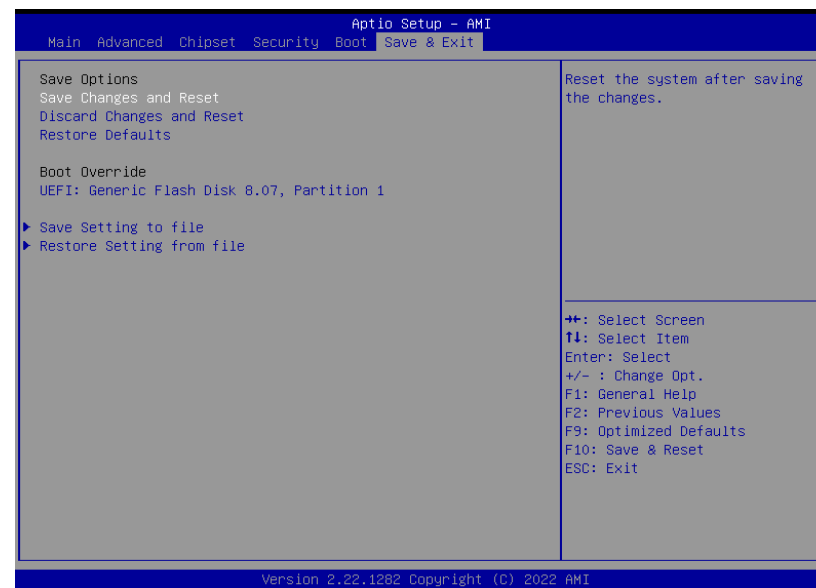 Aptio Setup – AMI
Main Advanced Chipset Security Boot Save & Exit
Save Options
Save Changes and Reset
Discard Changes and Reset
Restore Defaults
Boot Override
UEFI: Generic Flash Disk 8.07, Partition 1
▶ Save Setting to file
▶ Restore Setting from file
Reset the system after saving
the changes.
→←: Select Screen
↑↓: Select Item
Enter: Select
+/- : Change Opt.
F1: General Help
F2: Previous Values
F9: Optimized Defaults
F10: Save & Reset
ESC: Exit
Version 2.22.1282 Copyright (C) 2022 AMI